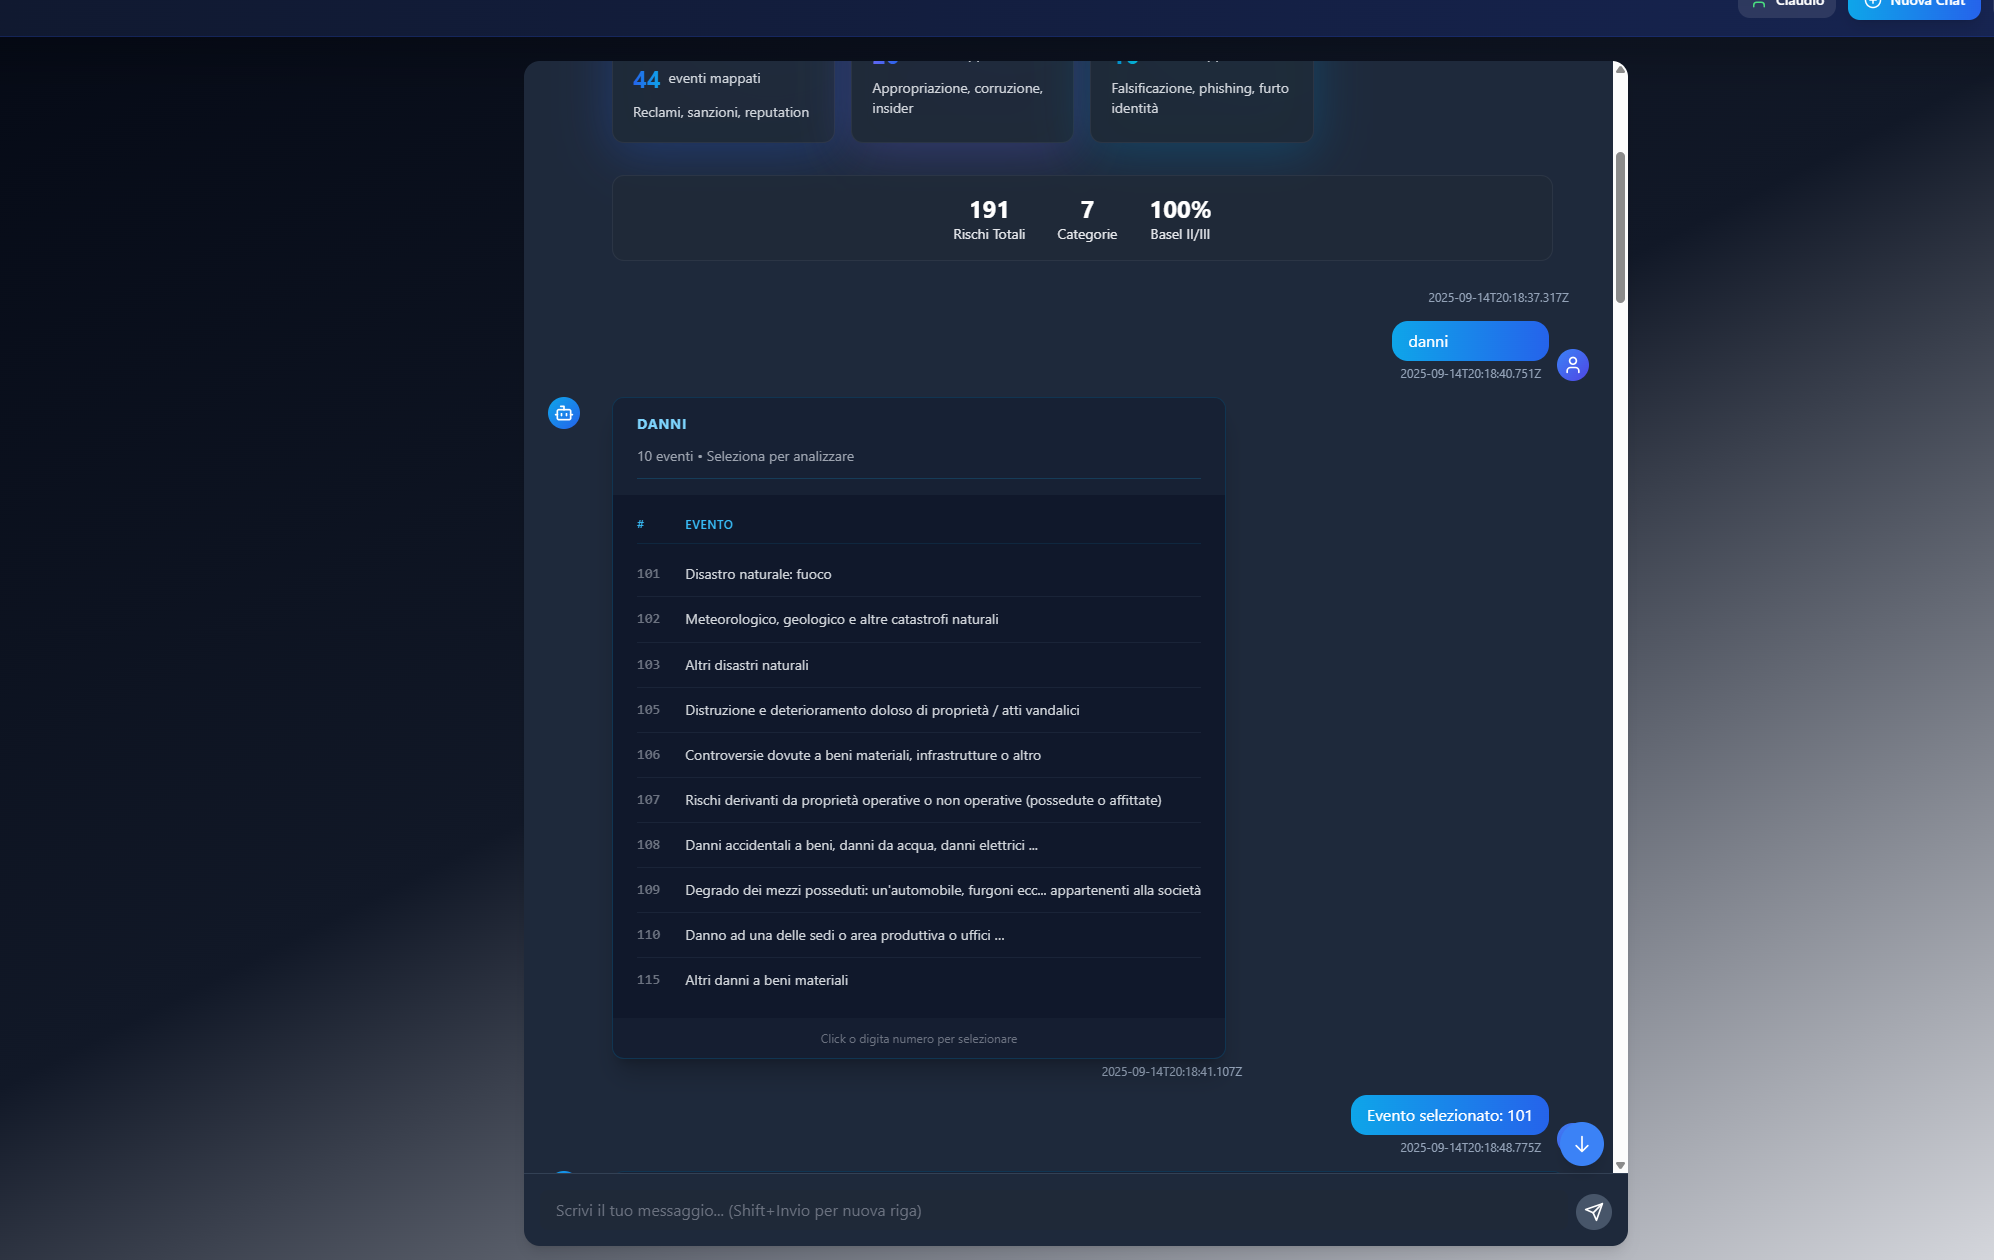 Claudio
Nuova Chat
44 eventi mappati
Reclami, sanzioni, reputation
Appropriazione, corruzione,
insider
Falsificazione, phishing, furto
identità
191
Rischi Totali
7
Categorie
100%
Basel II/III
2025-09-14T20:18:37.317Z
danni
2025-09-14T20:18:40.751Z
DANNI
10 eventi • Seleziona per analizzare
# EVENTO
101 Disastro naturale: fuoco
102 Meteorologico, geologico e altre catastrofi naturali
103 Altri disastri naturali
105 Distruzione e deterioramento doloso di proprietà / atti vandalici
106 Controversie dovute a beni materiali, infrastrutture o altro
107 Rischi derivanti da proprietà operative o non operative (possedute o affittate)
108 Danni accidentali a beni, danni da acqua, danni elettrici ...
109 Degrado dei mezzi posseduti: un'automobile, furgoni ecc... appartenenti alla società
110 Danno ad una delle sedi o area produttiva o uffici ...
115 Altri danni a beni materiali
Click o digita numero per selezionare
2025-09-14T20:18:41.107Z
Evento selezionato: 101
2025-09-14T20:18:48.775Z
Scrivi il tuo messaggio... (Shift+Invio per nuova riga)